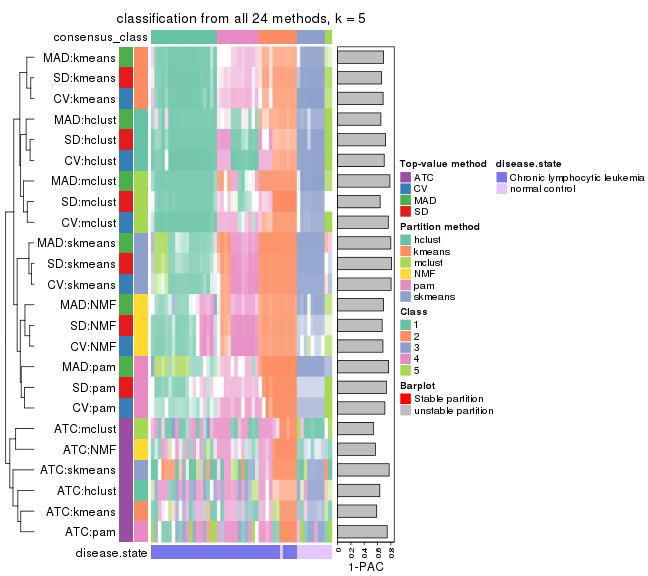 classification from all 24 methods, k = 5
consensus_class
MAD:kmeans
SD:kmeans
CV:kmeans
MAD:hclust
SD:hclust
CV:hclust
MAD:mclust
SD:mclust
CV:mclust
MAD:skmeans
SD:skmeans
CV:skmeans
MAD:NMF
SD:NMF
CV:NMF
MAD:pam
SD:pam
CV:pam
ATC:mclust
ATC:NMF
ATC:skmeans
ATC:hclust
ATC:kmeans
ATC:pam
disease.state
0 0.2 0.4 0.6 0.8
1-PAC
Top-value method
ATC
CV
MAD
SD
Partition method
hclust
kmeans
mclust
NMF
pam
skmeans
Class
1
2
3
4
5
Barplot
Stable partition
unstable partition
disease.state
Chronic lymphocytic leukemia
normal control